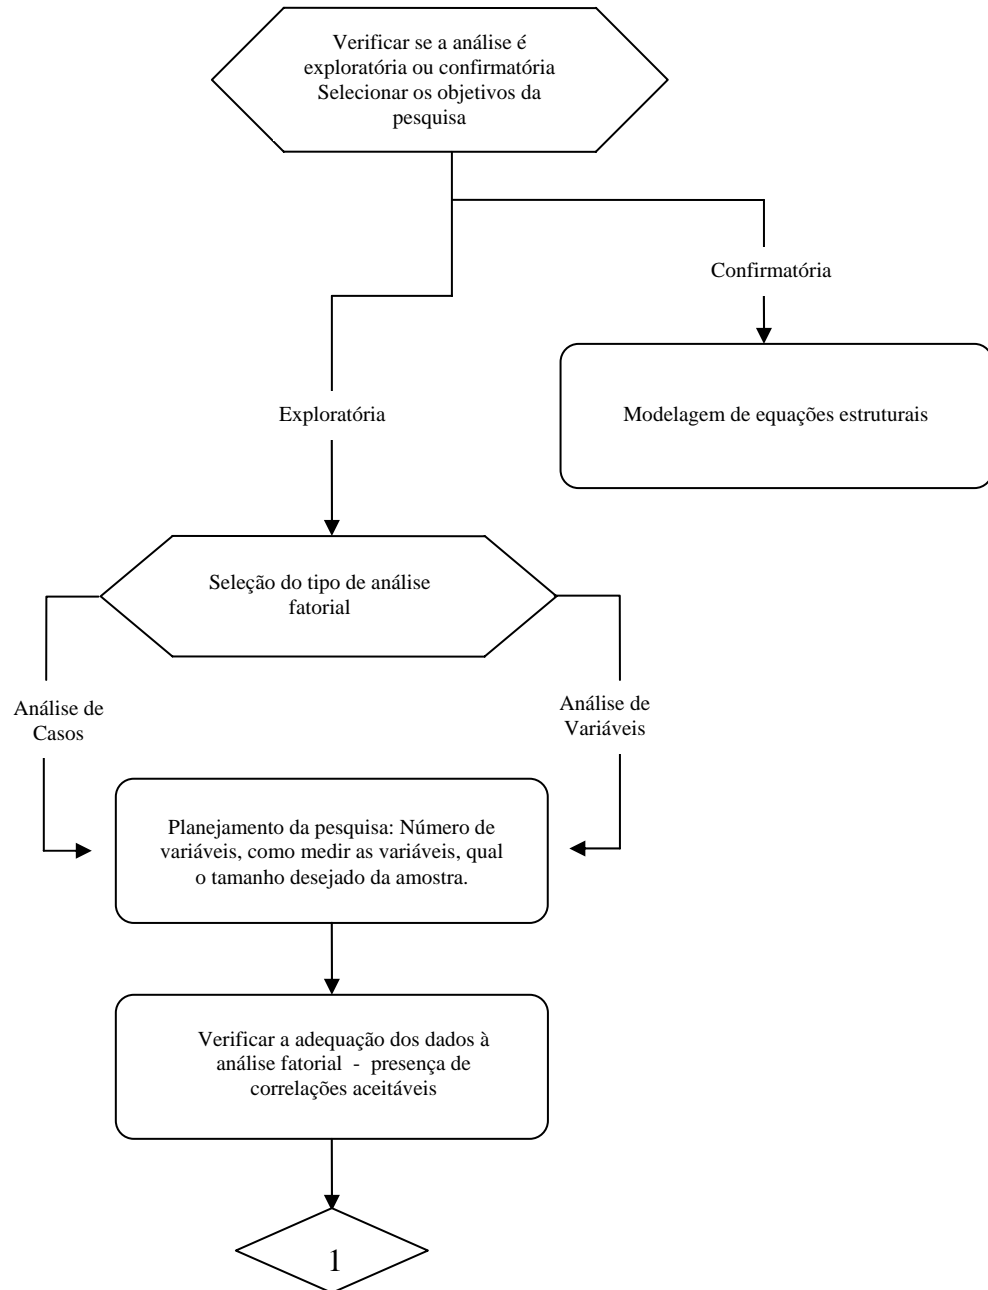 Verificar se a análise é
exploratória ou confirmatória
Selecionar os objetivos da
pesquisa
Confirmatória
Modelagem de equações estruturais
Exploratória
Seleção do tipo de análise
fatorial
Análise de
Casos
Análise de
Variáveis
Planejamento da pesquisa: Número de
variáveis, como medir as variáveis, qual
o tamanho desejado da amostra.
Verificar a adequação dos dados à
análise fatorial - presença de
correlações aceitáveis
1